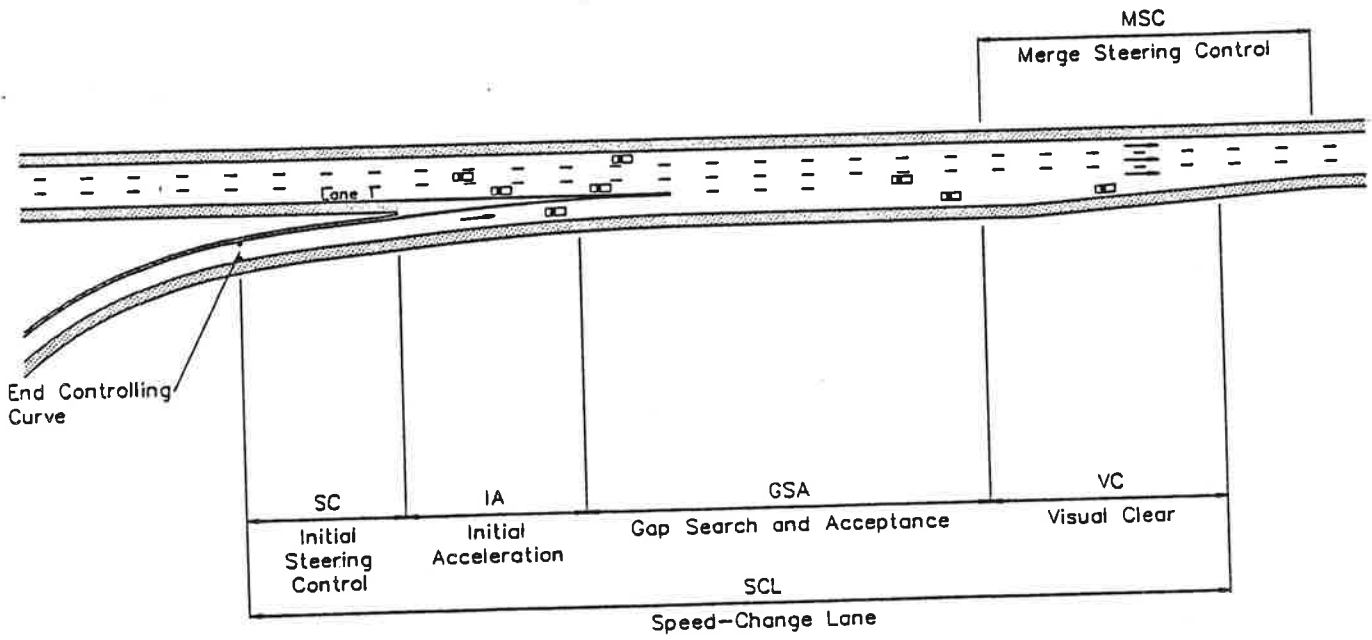 MSC
Merge Steering Control
Lane 1
End Controlling
Curve
SC
Initial
Steering
Control
IA
Initial
Acceleration
GSA
Gap Search and Acceptance
VC
Visual Clear
SCL
Speed-Change Lane